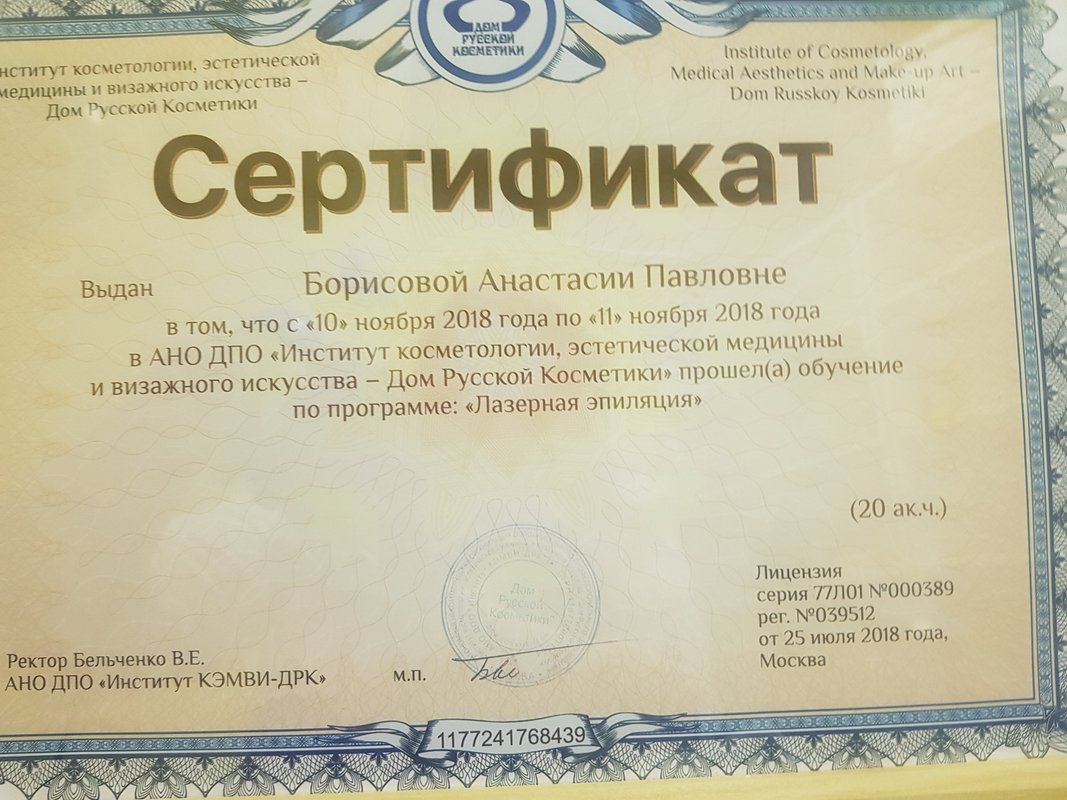 ДОМ
РУССКОЙ
КОСМЕТИКИ
нститут косметологии, эстетической
медицины и визажного искусства –
Дом Русской Косметики
Institute of Cosmetology,
Medical Aesthetics and Make-up Art –
Dom Russkoy Kosmetiki
Сертификат
Выдан Борисовой Анастасии Павловне
в том, что с «10» ноября 2018 года по «11» ноября 2018 года
в АНО ДПО «Институт косметологии, эстетической медицины
и визажного искусства – Дом Русской Косметики» прошел(а) обучение
по программе: «Лазерная эпиляция»
(20 ак.ч.)
Дом
Русской
Косметики"
Лицензия
серия 77Л01 №000389
рег. №039512
от 25 июля 2018 года,
Москва
Ректор Бельченко В.Е.
АНО ДПО «Институт КЭМВИ-ДРК»
м.п.
1177241768439